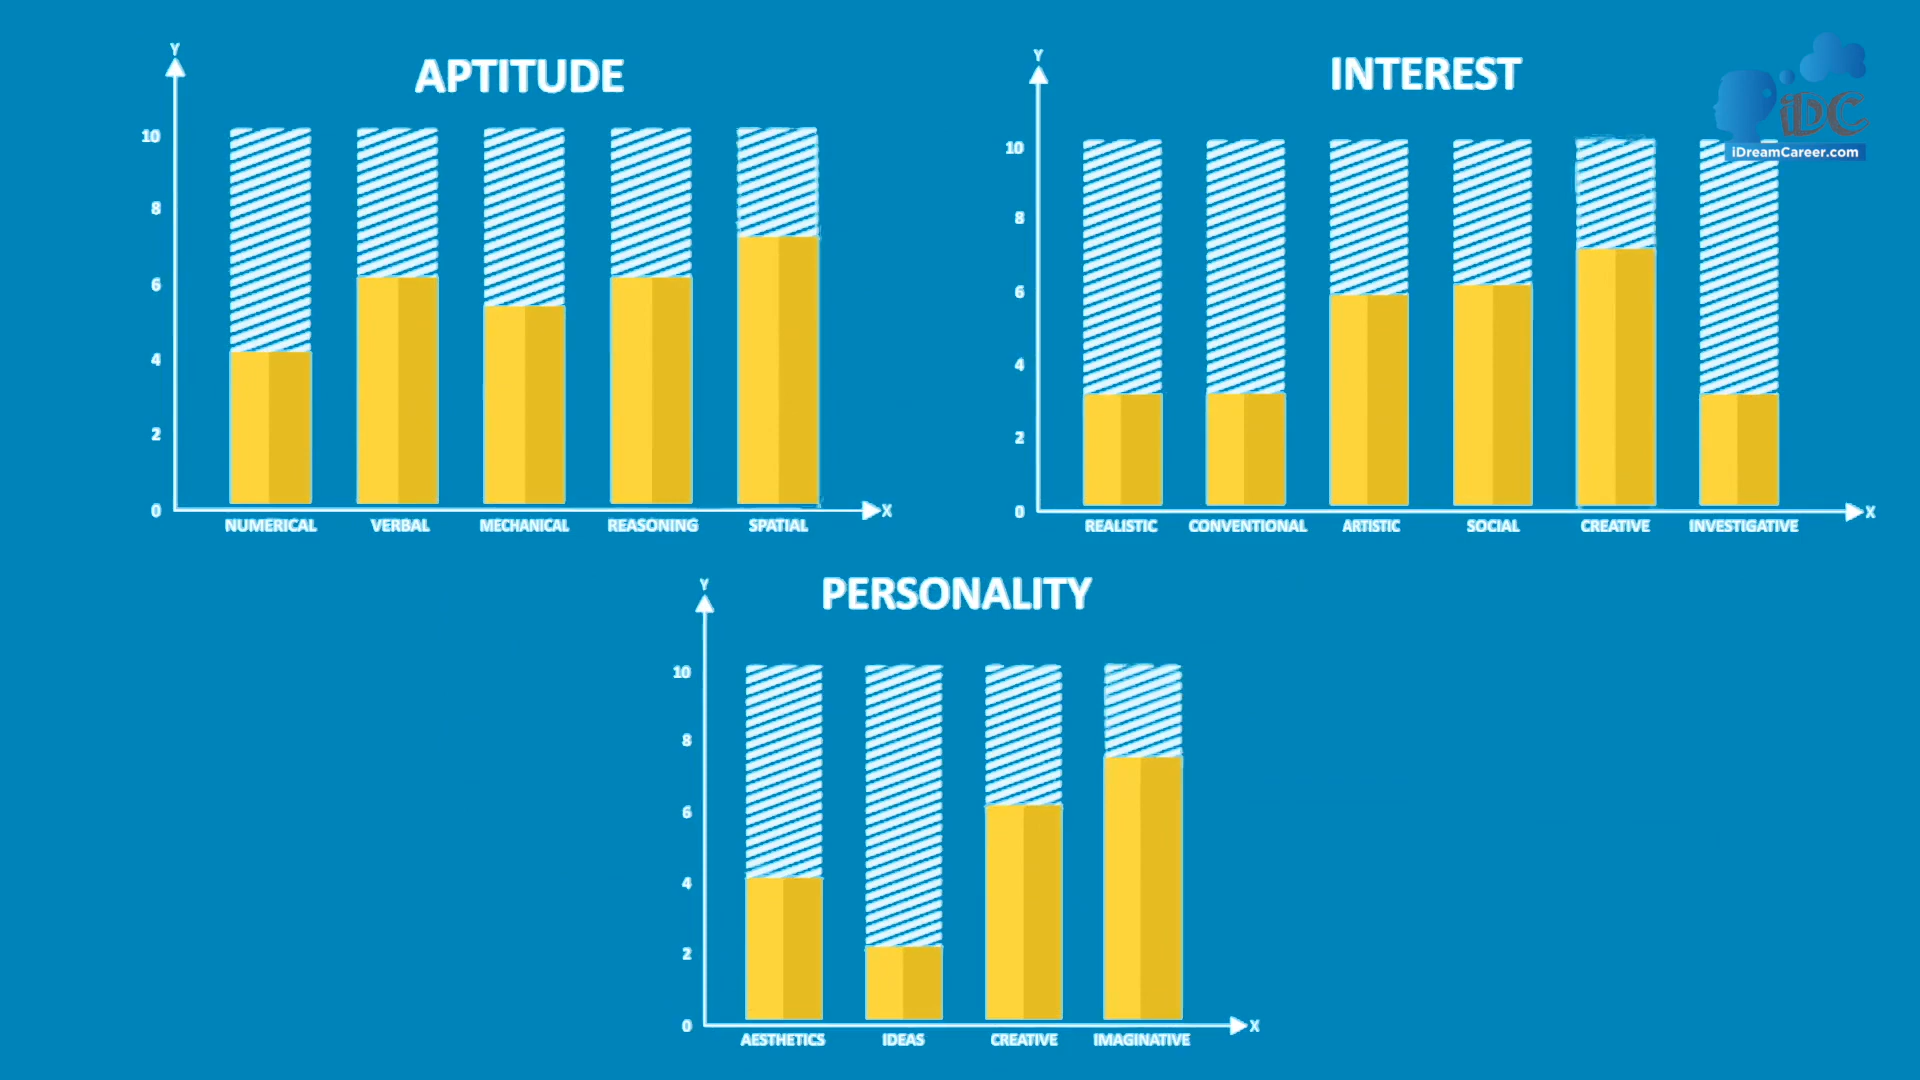 APTITUDE
Y
10
8
6
4
2
0
X
NUMERICAL VERBAL MECHANICAL REASONING SPATIAL
INTEREST
Y
10
8
6
4
2
0
X
REALISTIC CONVENTIONAL ARTISTIC SOCIAL CREATIVE INVESTIGATIVE
iDC
iDreamCareer.com
PERSONALITY
Y
10
8
6
4
2
0
X
AESTHETICS IDEAS CREATIVE IMAGINATIVE